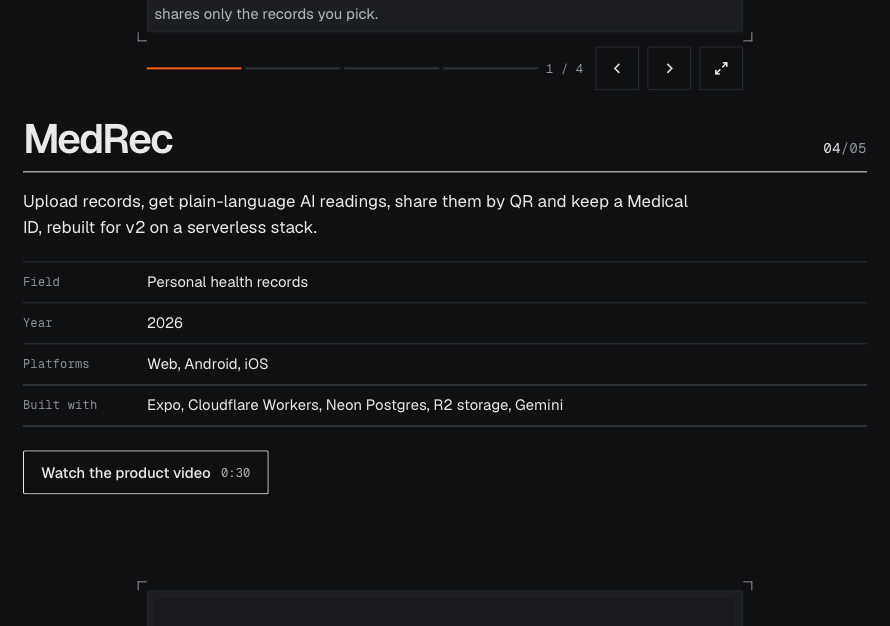 shares only the records you pick.
1 / 4
MedRec
04/05
Upload records, get plain-language AI readings, share them by QR and keep a Medical
ID, rebuilt for v2 on a serverless stack.
Field Personal health records
Year 2026
Platforms Web, Android, iOS
Built with Expo, Cloudflare Workers, Neon Postgres, R2 storage, Gemini
Watch the product video 0:30